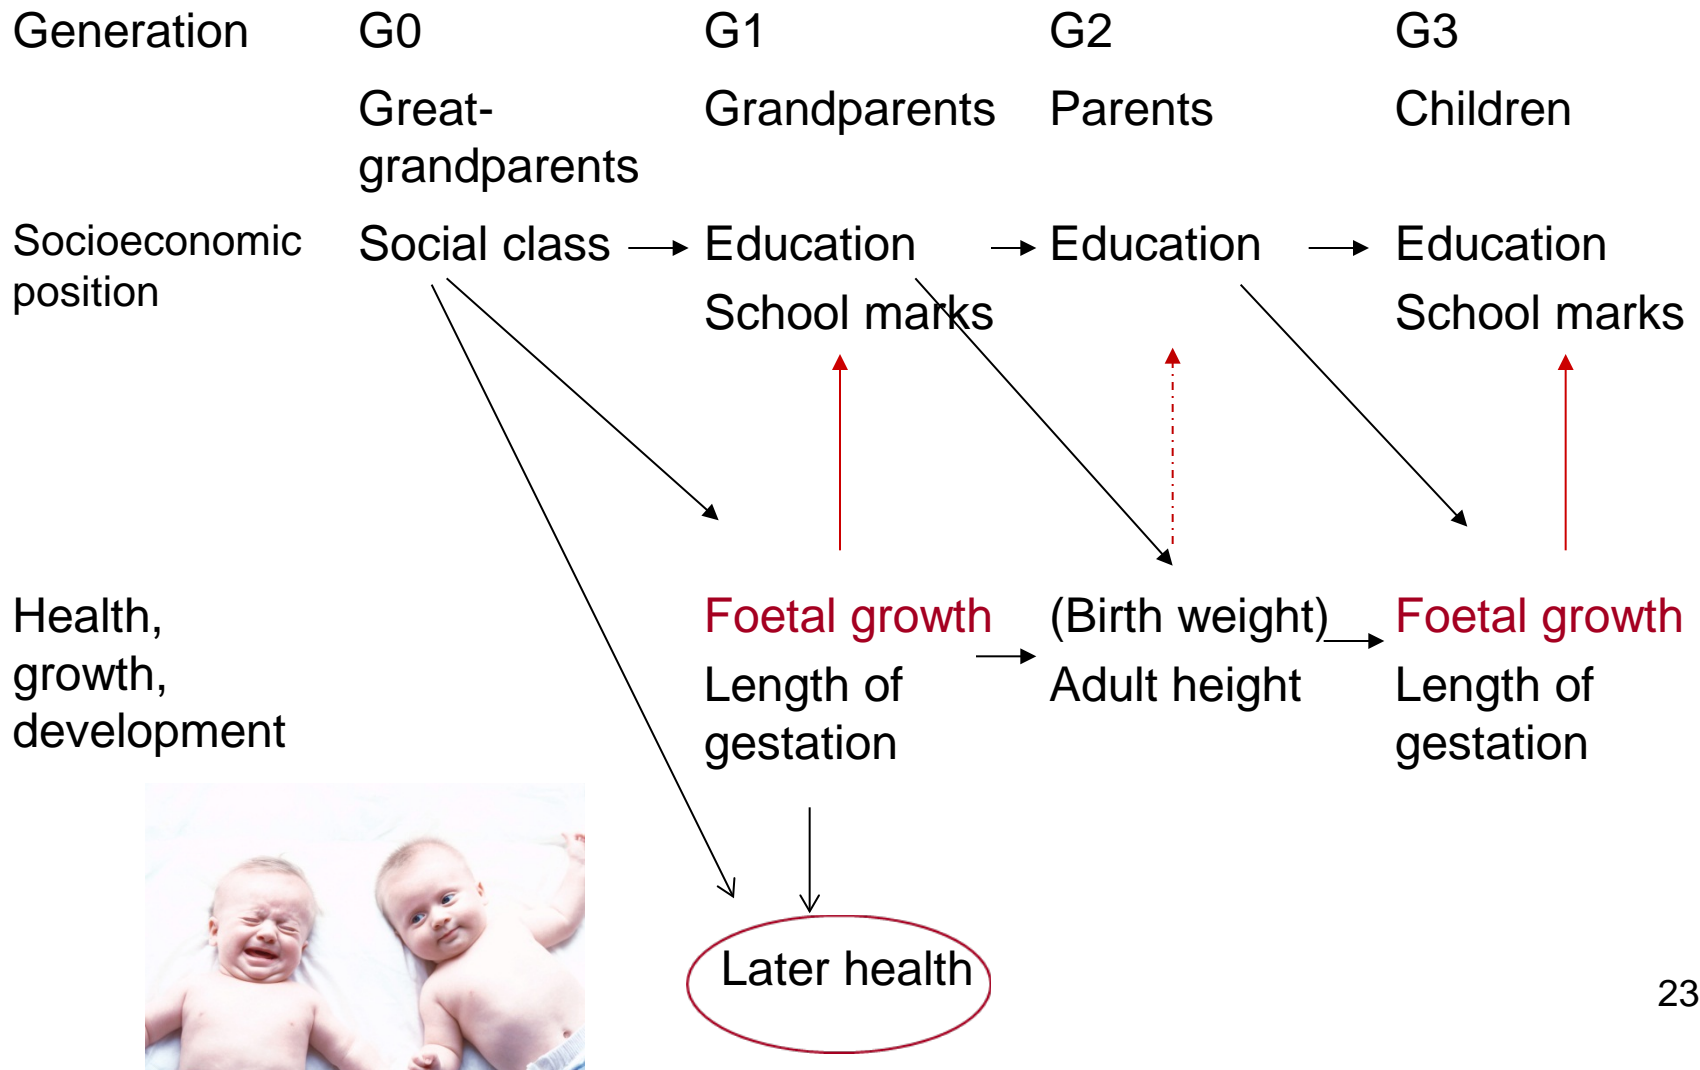 Generation G0 G1 G2 G3
Great-
grandparents
Grandparents
Parents
Children
Socioeconomic
position
Social class
Education
School marks
Education
Education
School marks
Health,
growth,
development
Foetal growth
Length of
gestation
(Birth weight)
Adult height
Foetal growth
Length of
gestation
Later health
23